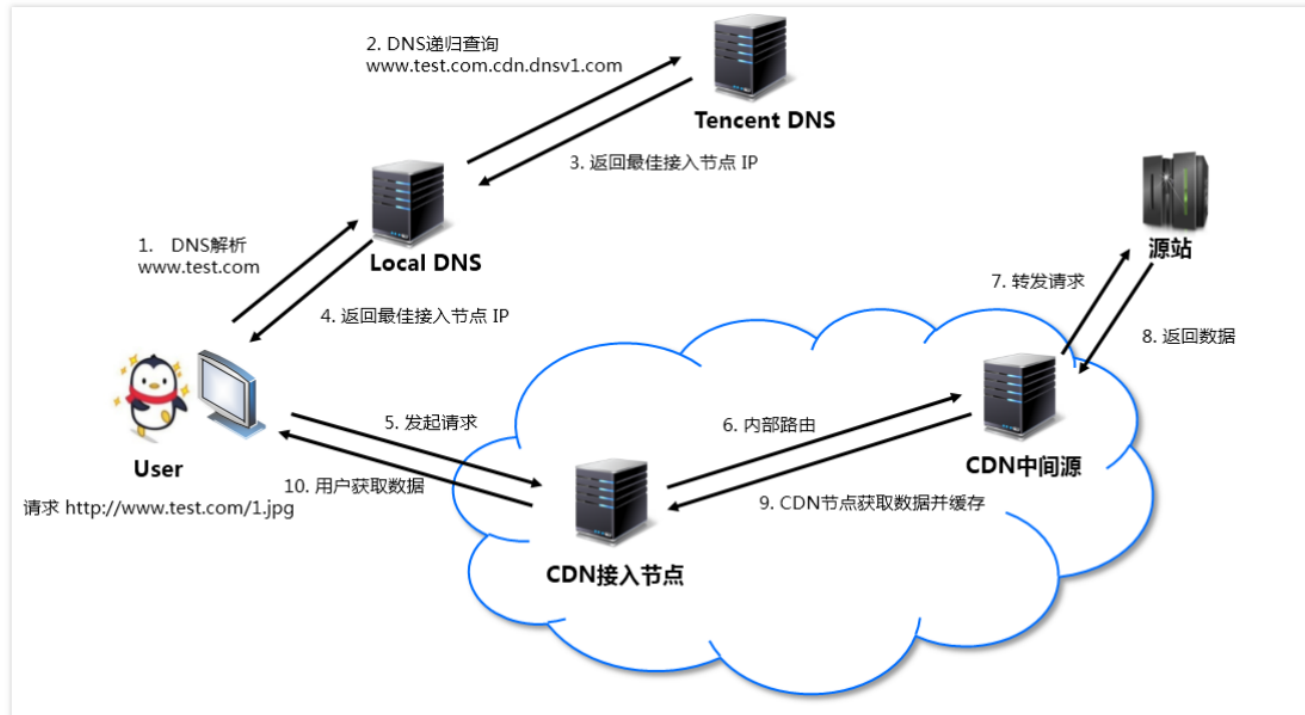 2. DNS递归查询
www.test.com.cdn.dnsv1.com
Tencent DNS
3. 返回最佳接入节点 IP
1. DNS解析
www.test.com
Local DNS
4. 返回最佳接入节点 IP
源站
7. 转发请求
8. 返回数据
User
请求 http://www.test.com/1.jpg
5. 发起请求
10. 用户获取数据
6. 内部路由
CDN中间源
9. CDN节点获取数据并缓存
CDN接入节点